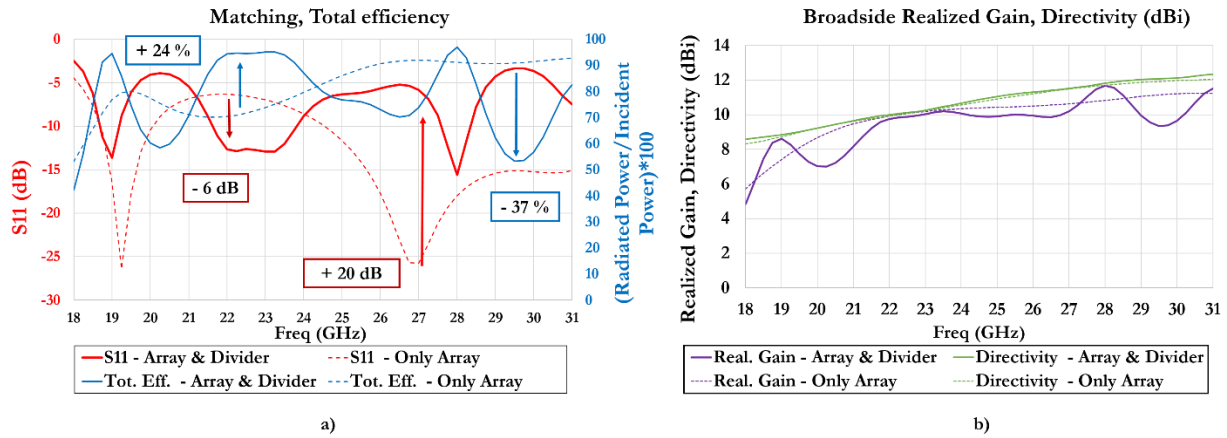 a)
Matching, Total efficiency
0
-5
-10
-15
-20
-25
-30
S11
(dB)
+ 24 %
- 6 dB
+ 20 dB
- 37 %
100
90
80
70
60
50
40
30
20
10
0
(Radiated Power/Incident
Power)*100
18 19 20 21 22 23 24 25 26 27 28 29 30 31
Freq (GHz)
S11 - Array & Divider
S11 - Only Array
Tot. Eff. - Array & Divider
Tot. Eff. - Only Array
a)
b)
Broadside Realized Gain, Directivity (dBi)
14
12
10
8
6
4
2
0
Realized Gain, Directivity (dBi)
18 19 20 21 22 23 24 25 26 27 28 29 30 31
Freq (GHz)
Real. Gain - Array & Divider
Directivity - Array & Divider
Real. Gain - Only Array
Directivity - Only Array
b)